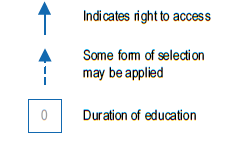 Indicates right to access
Some form of selection
may be applied
0
Duration of education